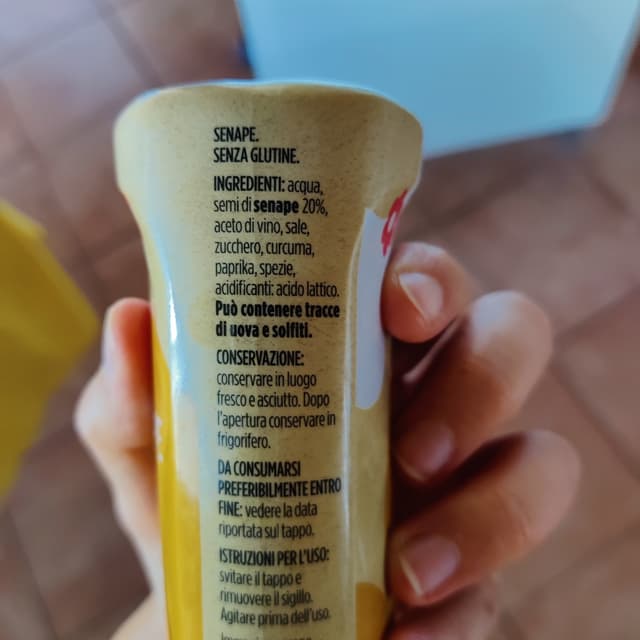 SENAPE.
SENZA GLUTINE.
INGREDIENTI: acqua,
semi di senape 20%,
aceto di vino, sale,
zucchero, curcuma,
paprika, spezie,
acidificanti: acido lattico.
Può contenere tracce
di uova e solfiti.
CONSERVAZIONE:
conservare in luogo
fresco e asciutto. Dopo
l'apertura conservare in
frigorifero.
DA CONSUMARSI
PREFERIBILMENTE ENTRO
FINE: vedere la data
riportata sul tappo.
ISTRUZIONI PER L'USO:
svitare il tappo e
rimuovere il sigillo.
Agitare prima dell'uso.